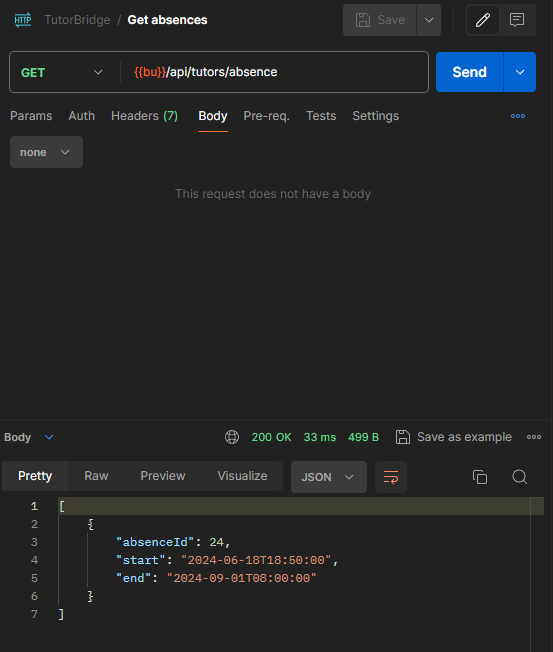 HTTP TutorBridge / Get absences Save
GET {{bu}}/api/tutors/absence Send
Params Auth Headers (7) Body Pre-req. Tests Settings
none
This request does not have a body
Body 200 OK 33 ms 499 B Save as example
Pretty Raw Preview Visualize JSON
1 [
2 {
3 "absenceId": 24,
4 "start": "2024-06-18T18:50:00",
5 "end": "2024-09-01T08:00:00"
6 }
7 ]